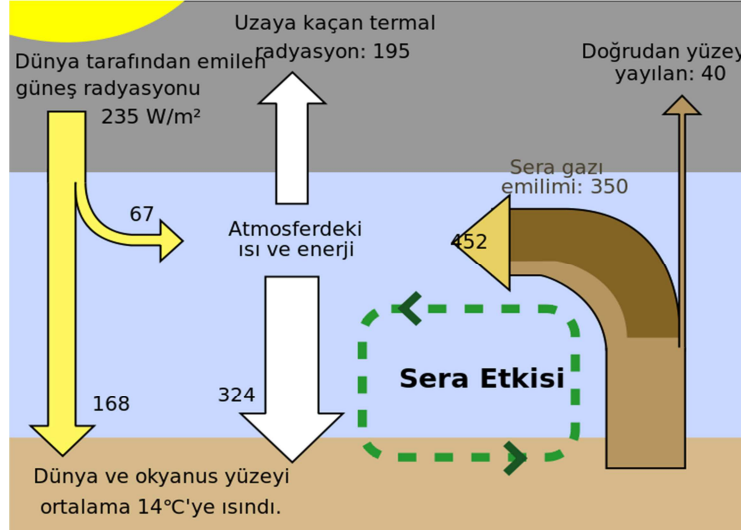 Uzaya kaçan termal
radyasyon: 195
Dünya tarafından emilen
güneş radyasyonu
235 W/m²
Doğrudan yüzey
yayılan: 40
Sera gazı
emilimi: 350
67
Atmosferdeki
ısı ve enerji
452
Sera Etkisi
324
168
Dünya ve okyanus yüzeyi
ortalama 14°C'ye ısındı.